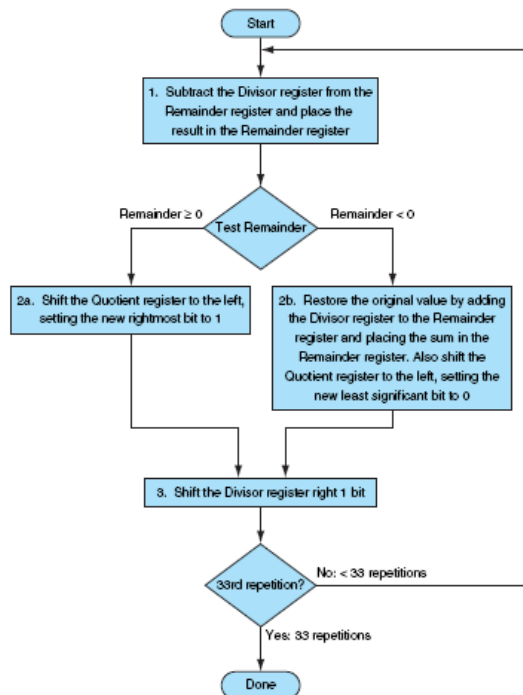 Start
1. Subtract the Divisor register from the
Remainder register and place the
result in the Remainder register
Remainder ≥ 0
Remainder < 0
Test Remainder
2a. Shift the Quotient register to the left,
setting the new rightmost bit to 1
2b. Restore the original value by adding
the Divisor register to the Remainder
register and placing the sum in the
Remainder register. Also shift the
Quotient register to the left, setting the
new least significant bit to 0
3. Shift the Divisor register right 1 bit
33rd repetition?
No: < 33 repetitions
Yes: 33 repetitions
Done